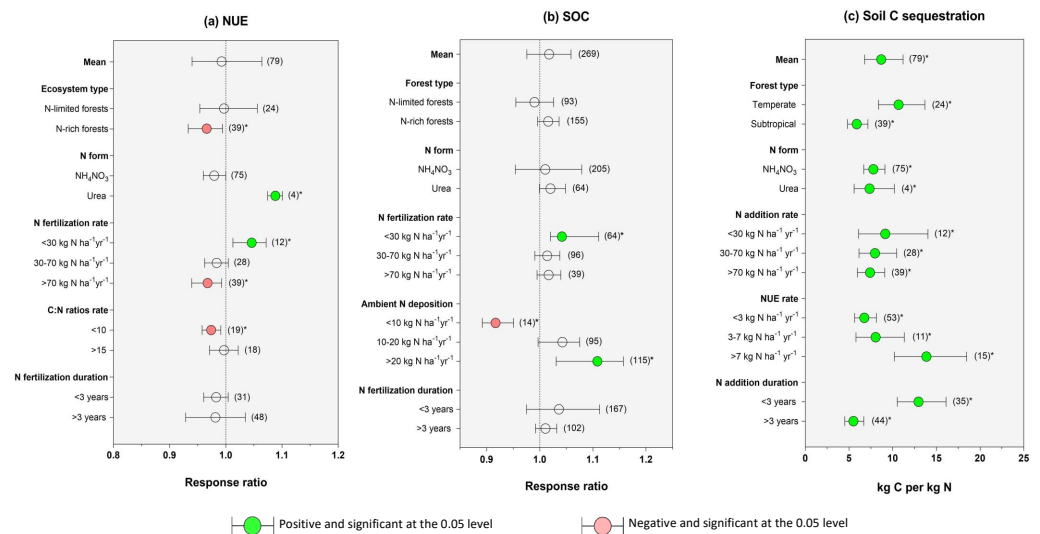 (a) NUE
Mean
(79)
Ecosystem type
N-limited forests
(24)
N-rich forests
(39)*
N form
NH₄NO₃
(75)
Urea
(4)*
N fertilization rate
<30 kg N ha⁻¹yr⁻¹
(12)*
30-70 kg N ha⁻¹yr⁻¹
(28)
>70 kg N ha⁻¹yr⁻¹
(39)*
C:N ratios rate
<10
(19)*
>15
(18)
N fertilization duration
<3 years
(31)
>3 years
(48)
0.8 0.9 1.0 1.1 1.2
Response ratio
(b) SOC
Mean
(269)
Forest type
N-limited forests
(93)
N-rich forests
(155)
N form
NH₄NO₃
(205)
Urea
(64)
N fertilization rate
<30 kg N ha⁻¹yr⁻¹
(64)*
30-70 kg N ha⁻¹yr⁻¹
(96)
>70 kg N ha⁻¹yr⁻¹
(39)
Ambient N deposition
<10 kg N ha⁻¹yr⁻¹
(14)*
10-20 kg N ha⁻¹yr⁻¹
(95)
>20 kg N ha⁻¹yr⁻¹
(115)*
N fertilization duration
<3 years
(167)
>3 years
(102)
0.9 1.0 1.1 1.2
Response ratio
(c) Soil C sequestration
Mean
(79)*
Forest type
Temperate
(24)*
Subtropical
(39)*
N form
NH₄NO₃
(75)*
Urea
(4)*
N addition rate
<30 kg N ha⁻¹ yr⁻¹
(12)*
30-70 kg N ha⁻¹ yr⁻¹
(28)*
>70 kg N ha⁻¹ yr⁻¹
(39)*
NUE rate
<3 kg N ha⁻¹ yr⁻¹
(53)*
3-7 kg N ha⁻¹ yr⁻¹
(11)*
>7 kg N ha⁻¹ yr⁻¹
(15)*
N addition duration
<3 years
(35)*
>3 years
(44)*
0 5 10 15 20 25
kg C per kg N
Positive and significant at the 0.05 level
Negative and significant at the 0.05 level